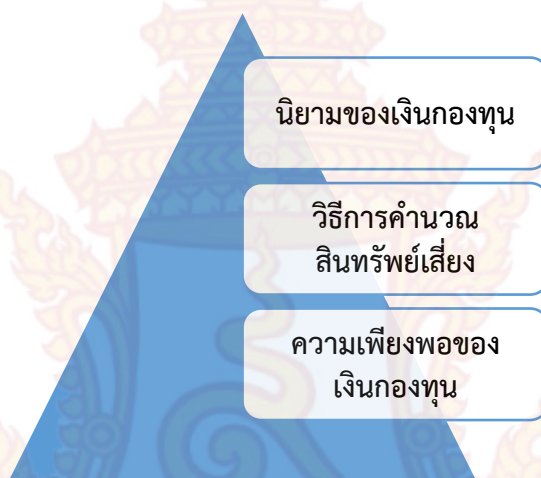 นิยามของเงินกองทุน
วิธีการคำนวณ
สินทรัพย์เสี่ยง
ความเพียงพอของ
เงินกองทุน